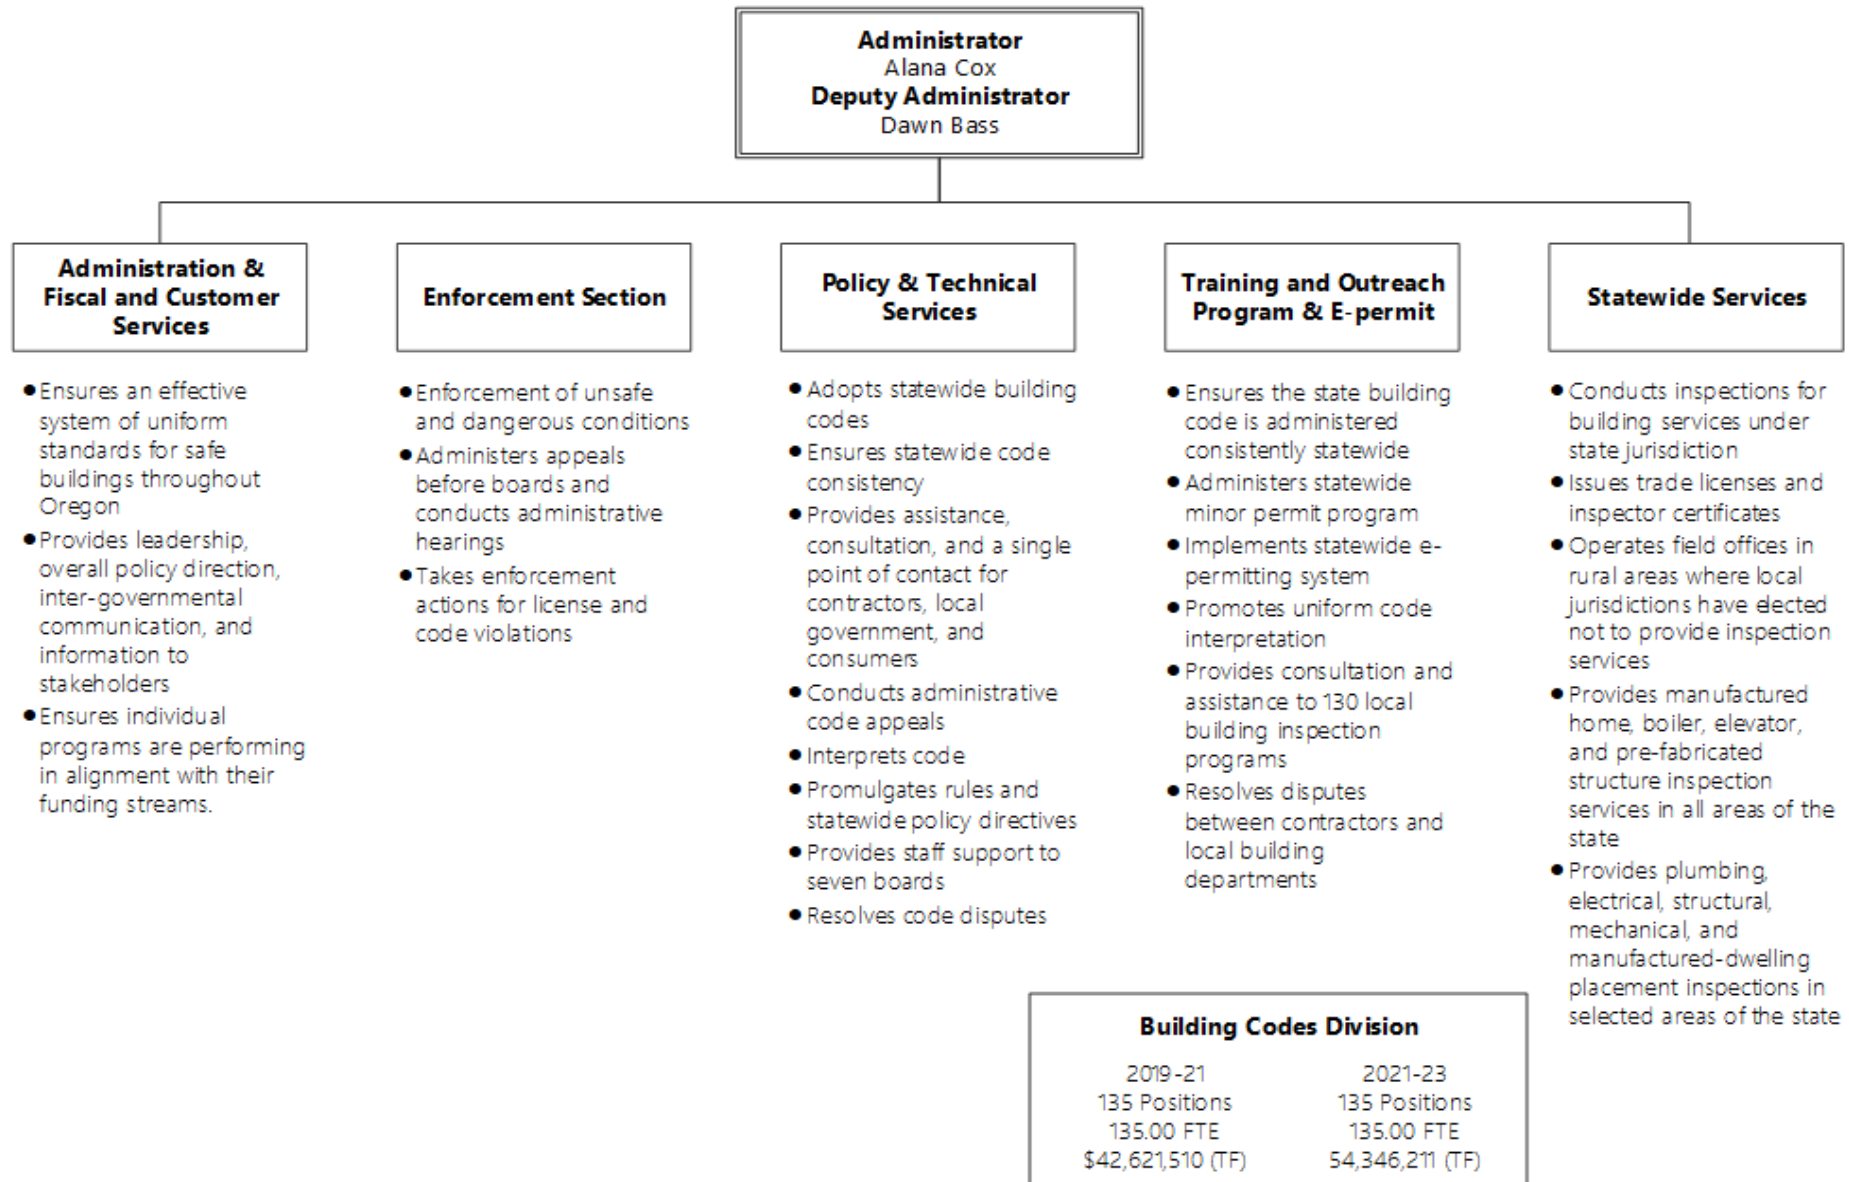 Administrator
Alana Cox
Deputy Administrator
Dawn Bass
Administration &
Fiscal and Customer
Services
● Ensures an effective
system of uniform
standards for safe
buildings throughout
Oregon
● Provides leadership,
overall policy direction,
inter-governmental
communication, and
information to
stakeholders
● Ensures individual
programs are performing
in alignment with their
funding streams.
Enforcement Section
● Enforcement of unsafe
and dangerous conditions
● Administers appeals
before boards and
conducts administrative
hearings
● Takes enforcement
actions for license and
code violations
Policy & Technical
Services
● Adopts statewide building
codes
● Ensures statewide code
consistency
● Provides assistance,
consultation, and a single
point of contact for
contractors, local
government, and
consumers
● Conducts administrative
code appeals
● Interprets code
● Promulgates rules and
statewide policy directives
● Provides staff support to
seven boards
● Resolves code disputes
Training and Outreach
Program & E-permit
● Ensures the state building
code is administered
consistently statewide
● Administers statewide
minor permit program
● Implements statewide e-
permitting system
● Promotes uniform code
interpretation
● Provides consultation and
assistance to 130 local
building inspection
programs
● Resolves disputes
between contractors and
local building
departments
Statewide Services
● Conducts inspections for
building services under
state jurisdiction
● Issues trade licenses and
inspector certificates
● Operates field offices in
rural areas where local
jurisdictions have elected
not to provide inspection
services
● Provides manufactured
home, boiler, elevator,
and pre-fabricated
structure inspection
services in all areas of the
state
● Provides plumbing,
electrical, structural,
mechanical, and
manufactured-dwelling
placement inspections in
selected areas of the state
Building Codes Division
2019-21
135 Positions
135.00 FTE
$42,621,510 (TF)
2021-23
135 Positions
135.00 FTE
54,346,211 (TF)